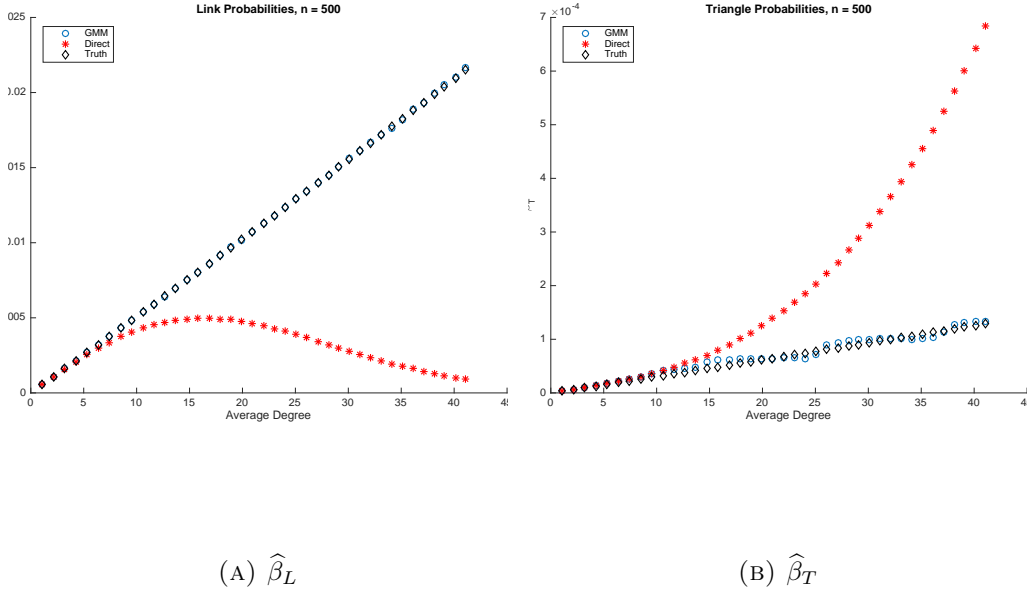 Link Probabilities, n = 500
025
0.02
015
0.01
005
0
0 5 10 15 20 25 30 35 40 45
Average Degree
GMM
Direct
Truth
(A) β̂_L
Triangle Probabilities, n = 500
7 ×10⁻⁴
6
5
4
3
2
1
0
0 5 10 15 20 25 30 35 40 4
Average Degree
GMM
Direct
Truth
(B) β̂_T